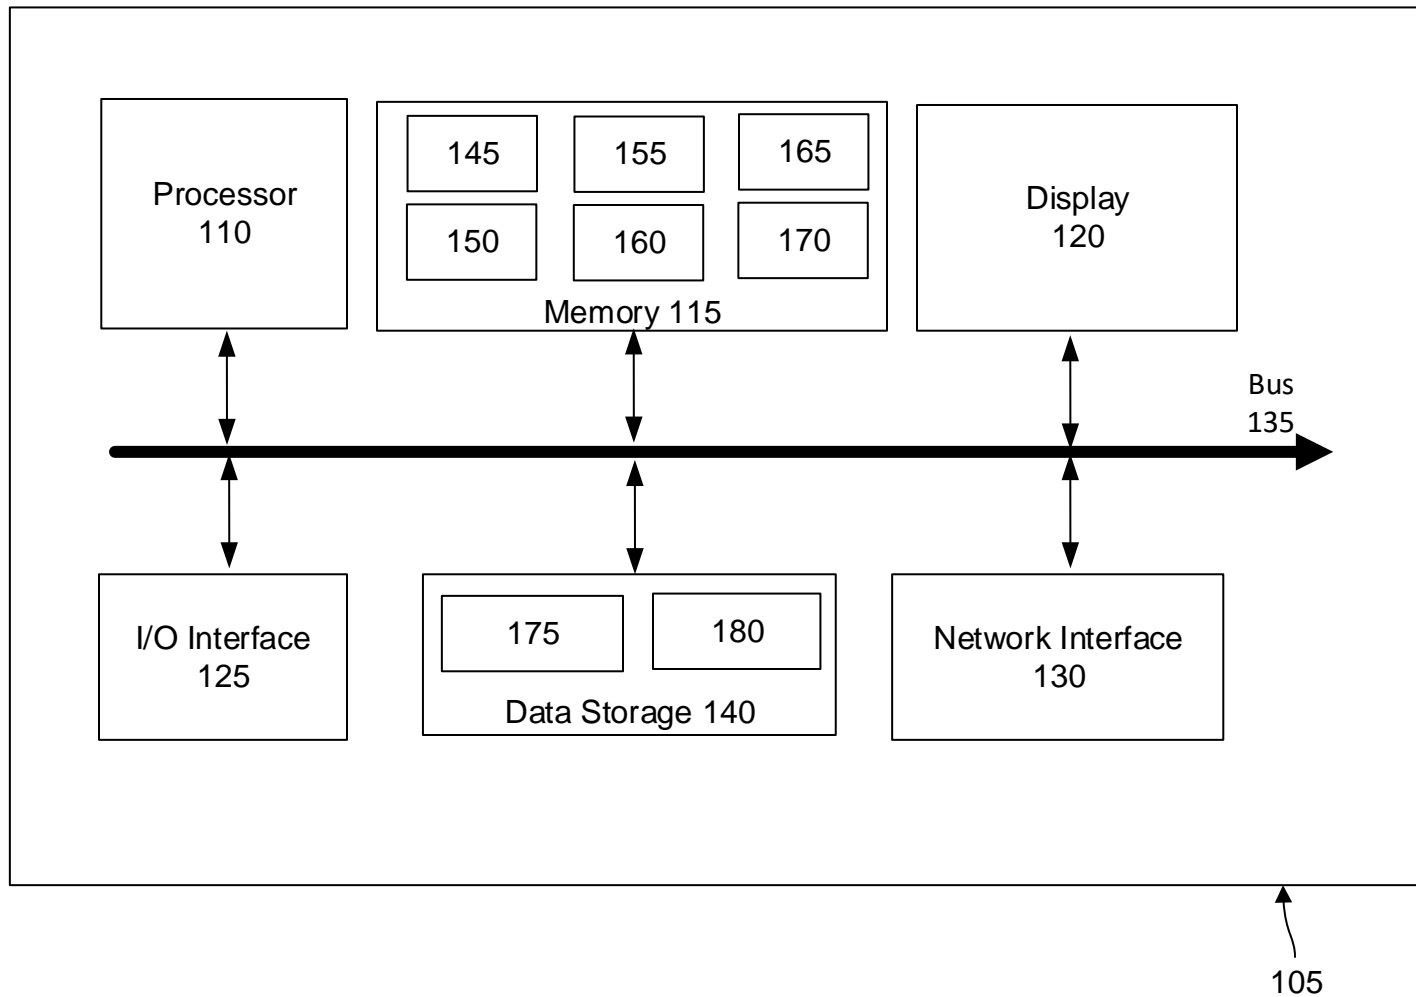 Processor
110
145
155
165
150
160
170
Memory 115
Display
120
Bus
135
I/O Interface
125
175
180
Data Storage 140
Network Interface
130
105